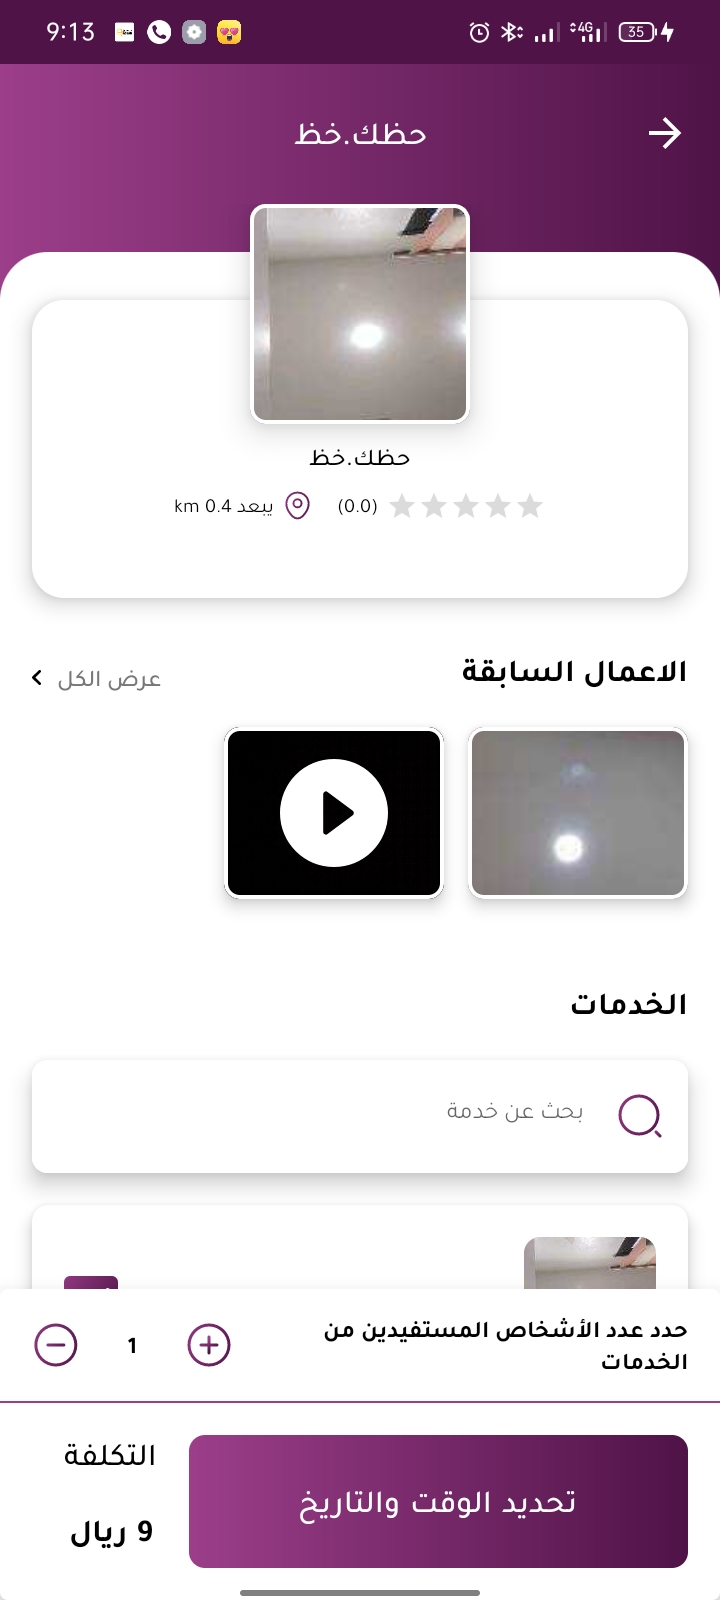 9:13
4G
35
حظك.خظ
حظك.خظ
(0.0)
يبعد 0.4 km
الاعمال السابقة
عرض الكل
الخدمات
بحث عن خدمة
حدد عدد الأشخاص المستفيدين من
الخدمات
1
تحديد الوقت والتاريخ
التكلفة
9 ريال